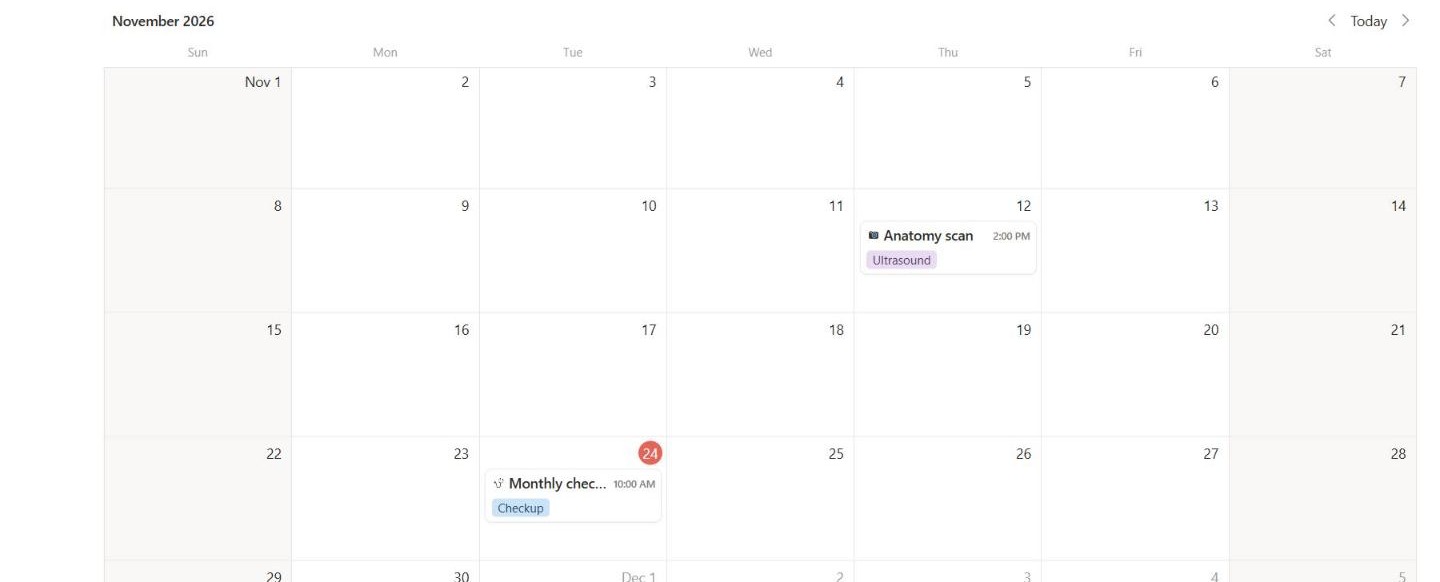 November 2026 Today
Sun Mon Tue Wed Thu Fri Sat
Nov 1 2 3 4 5 6 7
8 9 10 11 12 13 14
Anatomy scan 2:00 PM
Ultrasound
15 16 17 18 19 20 21
22 23 24 25 26 27 28
Monthly chec... 10:00 AM
Checkup
29 30 Dec 1 2 3 4 5